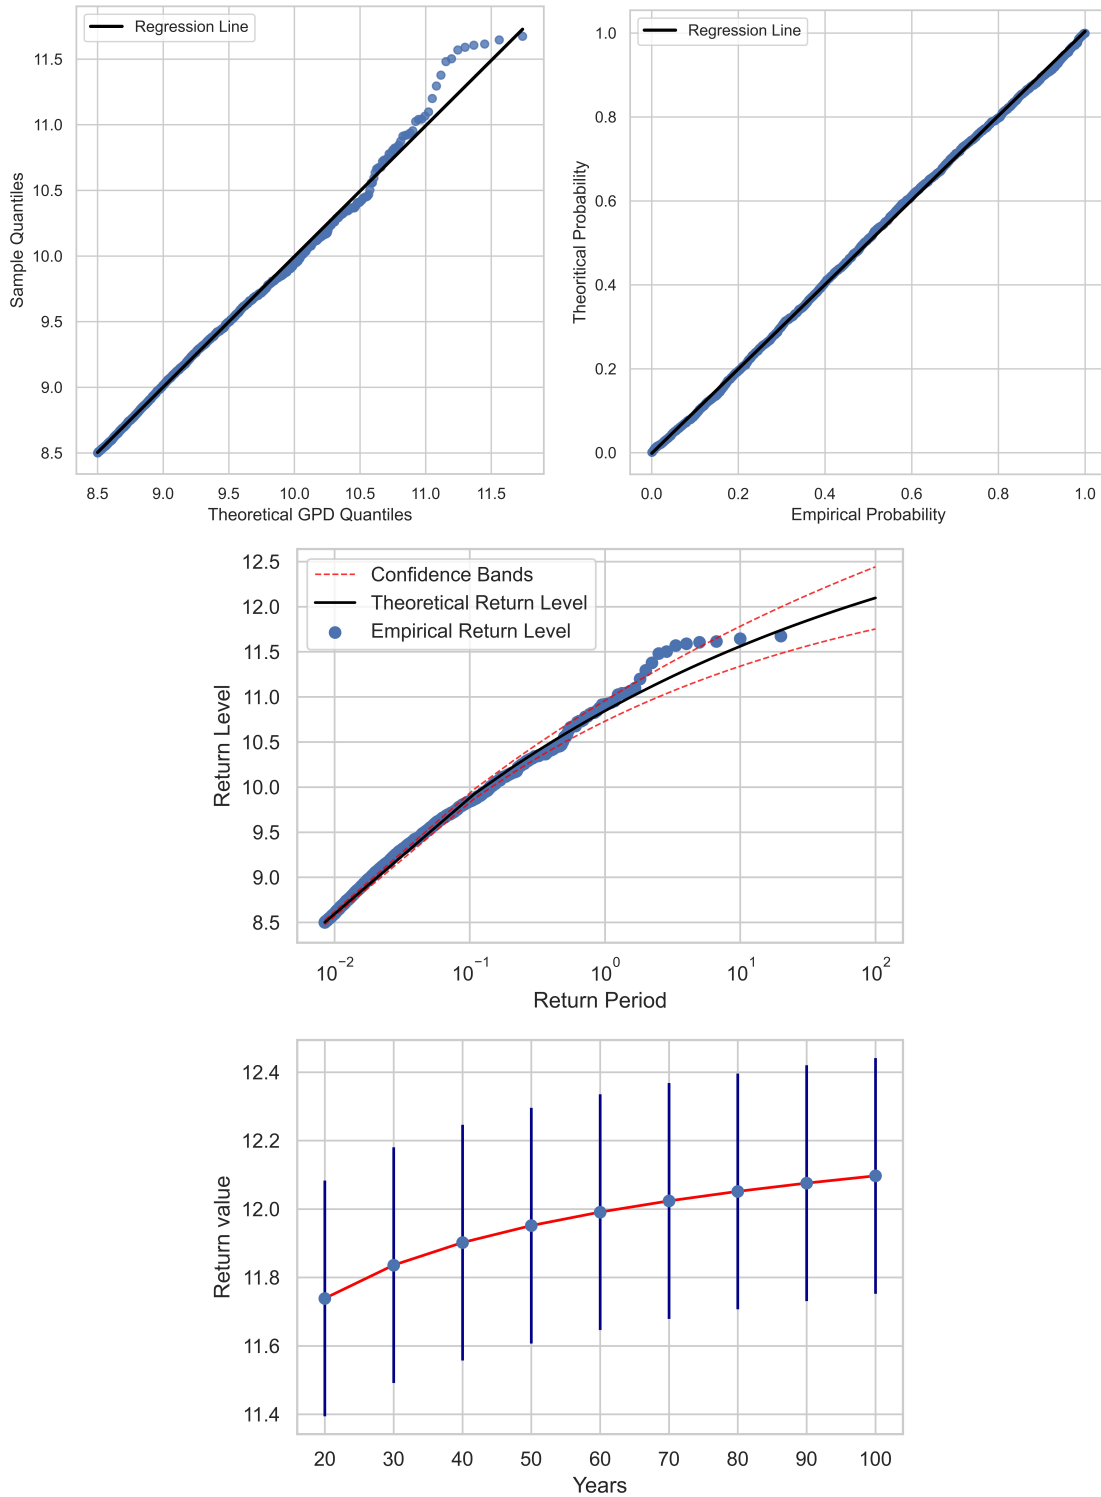 Regression Line
Sample Quantiles
11.5
11.0
10.5
10.0
9.5
9.0
8.5
8.5 9.0 9.5 10.0 10.5 11.0 11.5
Theoretical GPD Quantiles
Regression Line
Theoritical Probability
1.0
0.8
0.6
0.4
0.2
0.0
0.0 0.2 0.4 0.6 0.8 1.0
Empirical Probability
Confidence Bands
Theoretical Return Level
Empirical Return Level
Return Level
12.5
12.0
11.5
11.0
10.5
10.0
9.5
9.0
8.5
10⁻² 10⁻¹ 10⁰ 10¹ 10²
Return Period
Return value
12.4
12.2
12.0
11.8
11.6
11.4
20 30 40 50 60 70 80 90 100
Years